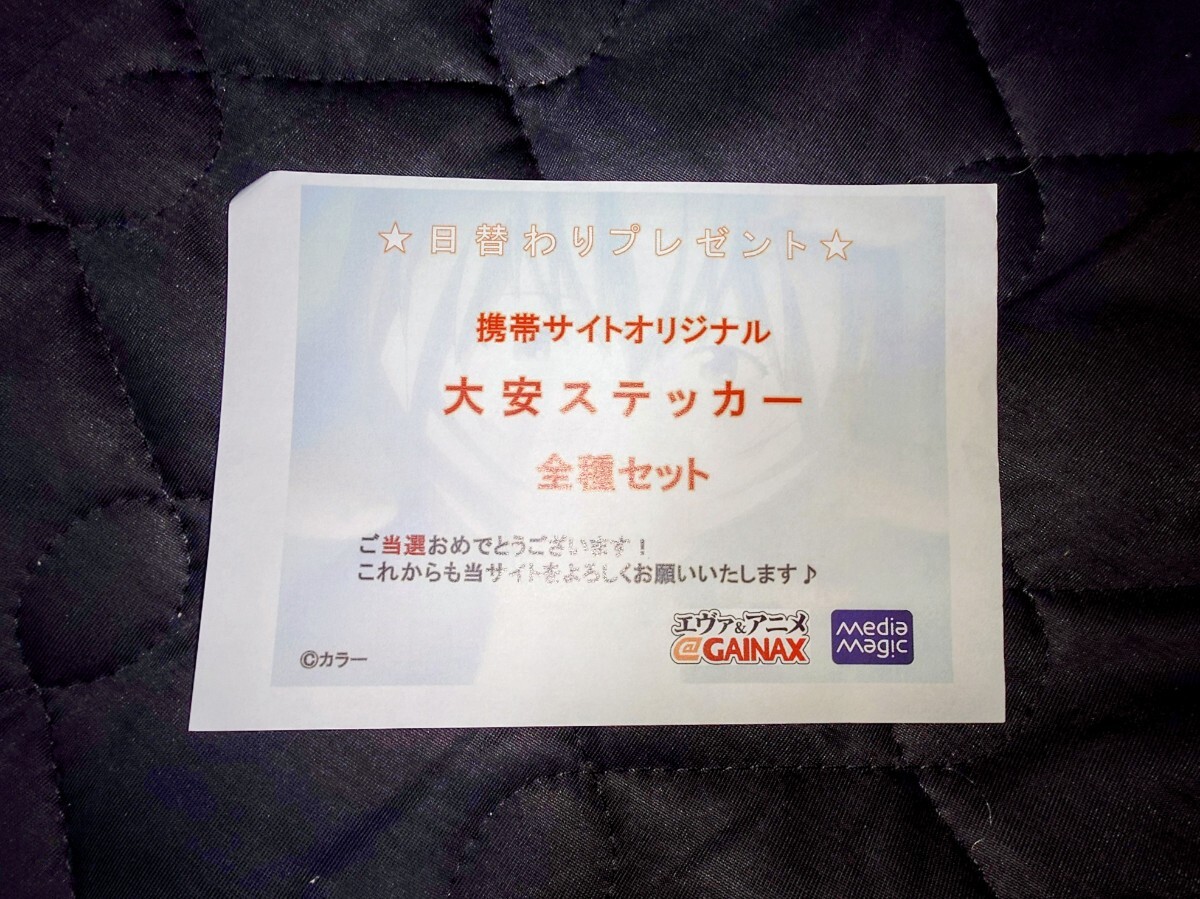 ☆日替わりプレゼント☆
携帯サイトオリジナル
大安ステッカー
全種セット
ご当選おめでとうございます！
これからも当サイトをよろしくお願いいたします♪
エヴァ&アニメ
@GAINAX
Media
Magic
©カラー